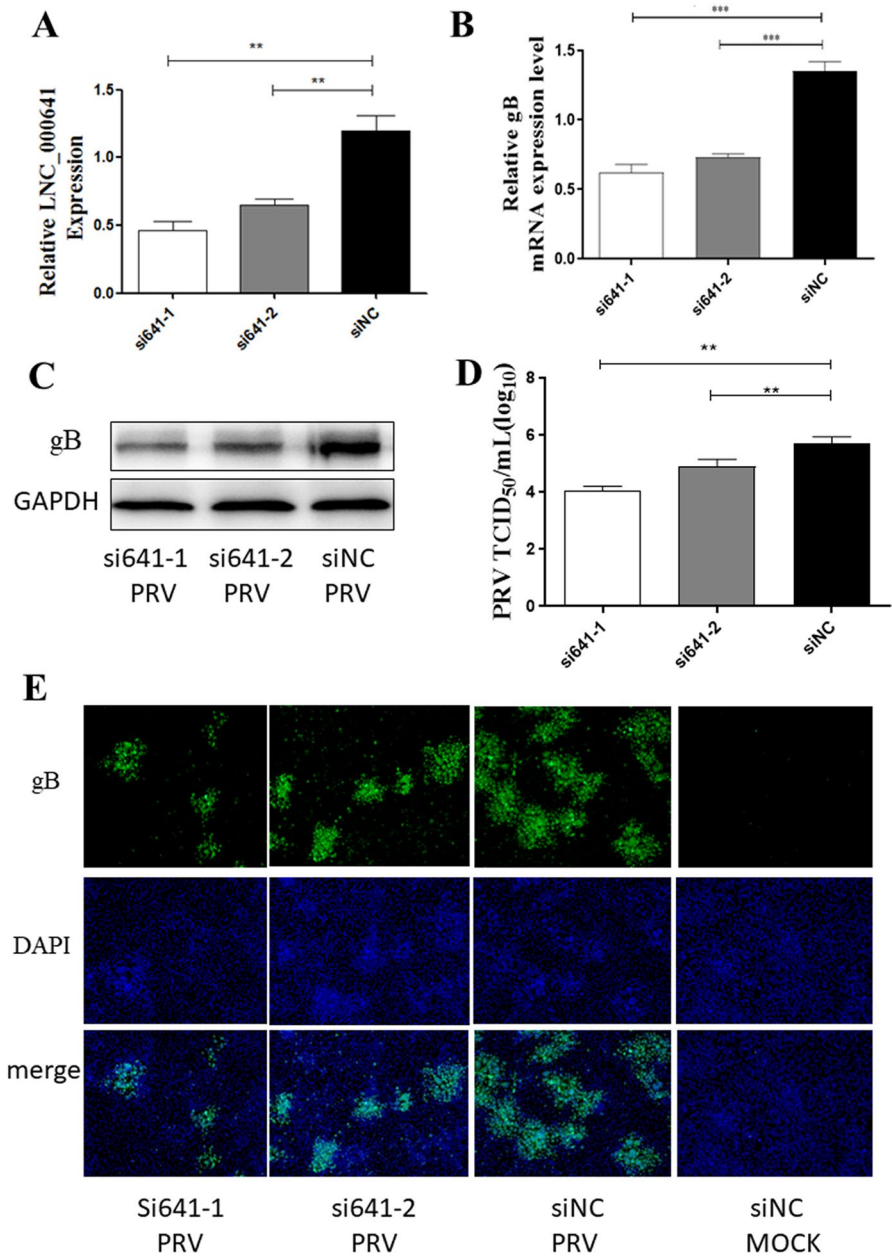 A
**
**
Relative LNC_000641
Expression
1.5
1.0
0.5
0.0
si641-1
si641-2
siNC
B
***
***
Relative gB
mRNA expression level
1.5
1.0
0.5
0.0
si641-1
si641-2
siNC
C
gB
GAPDH
si641-1 si641-2 siNC
PRV PRV PRV
D
**
**
PRV TCID50/mL(log10)
8
6
4
2
0
si641-1
si641-2
siNC
E
gB
DAPI
merge
Si641-1 si641-2 siNC siNC
PRV PRV PRV MOCK